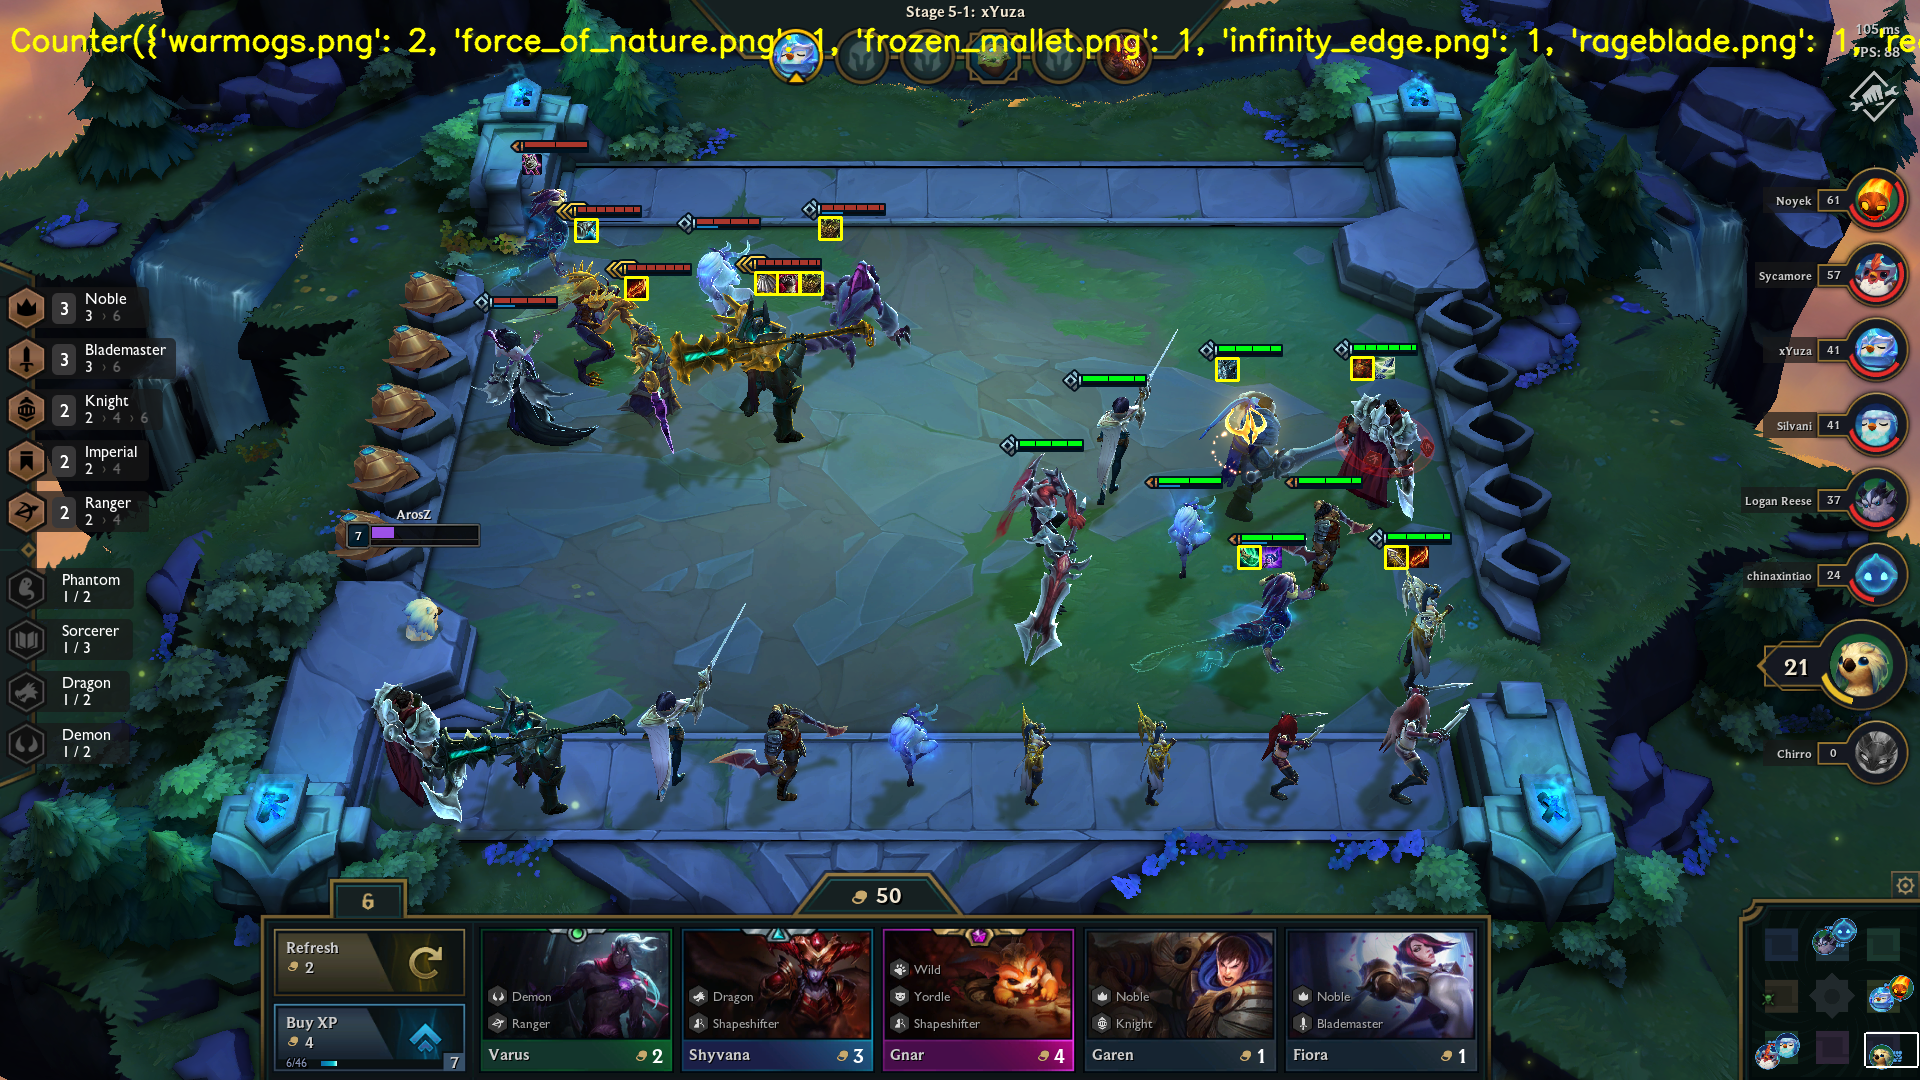 Stage 5-1: xYuza
Counter({'warmogs.png': 2, 'force_of_nature.png': 1, 'frozen_mallet.png': 1, 'infinity_edge.png': 1, 'rageblade.png': 1, 're
105 ms
FPS: 88
Noyek 61
Sycamore 57
xYuza 41
Silvani 41
Logan Reese 37
chinaxintiao 24
21
Chirro 0
3 Noble
3 › 6
3 Blademaster
3 › 6
2 Knight
2 › 4 › 6
2 Imperial
2 › 4
2 Ranger
2 › 4
Phantom
1 / 2
Sorcerer
1 / 3
Dragon
1 / 2
Demon
1 / 2
ArosZ
7
6
50
Refresh
2
Buy XP
4
6/46
7
Demon
Ranger
Varus 2
Dragon
Shapeshifter
Shyvana 3
Wild
Yordle
Shapeshifter
Gnar 4
Noble
Knight
Garen 1
Noble
Blademaster
Fiora 1